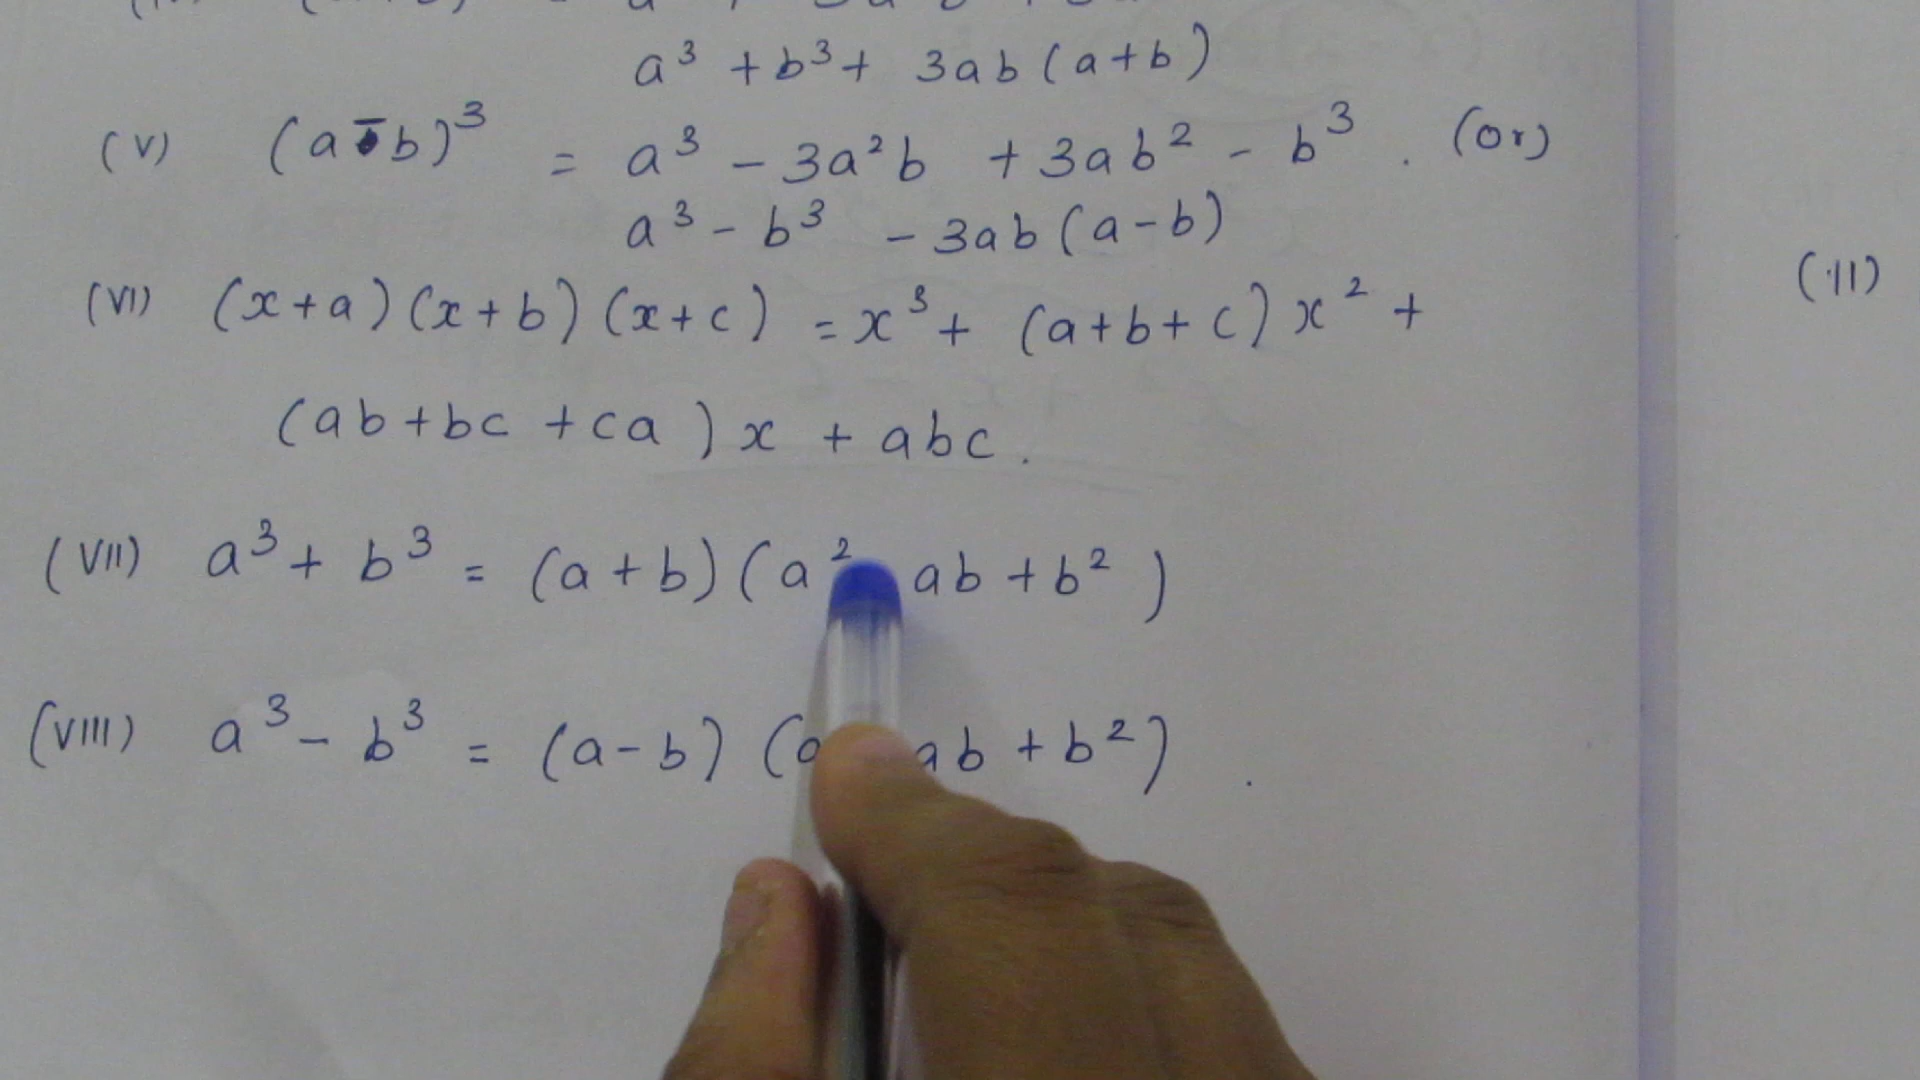 a³ + b³ + 3ab (a+b)
(V) (a-b)³ = a³ - 3a²b + 3ab² - b³. (Or)
a³ - b³ - 3ab (a-b)
(VI) (x+a) (x+b) (x+c) = x³ + (a+b+c) x² +
(ab+bc+ca) x + abc.
(VII) a³ + b³ = (a+b) (a² ab + b²)
(VIII) a³ - b³ = (a-b) (a ab + b²).
(II)